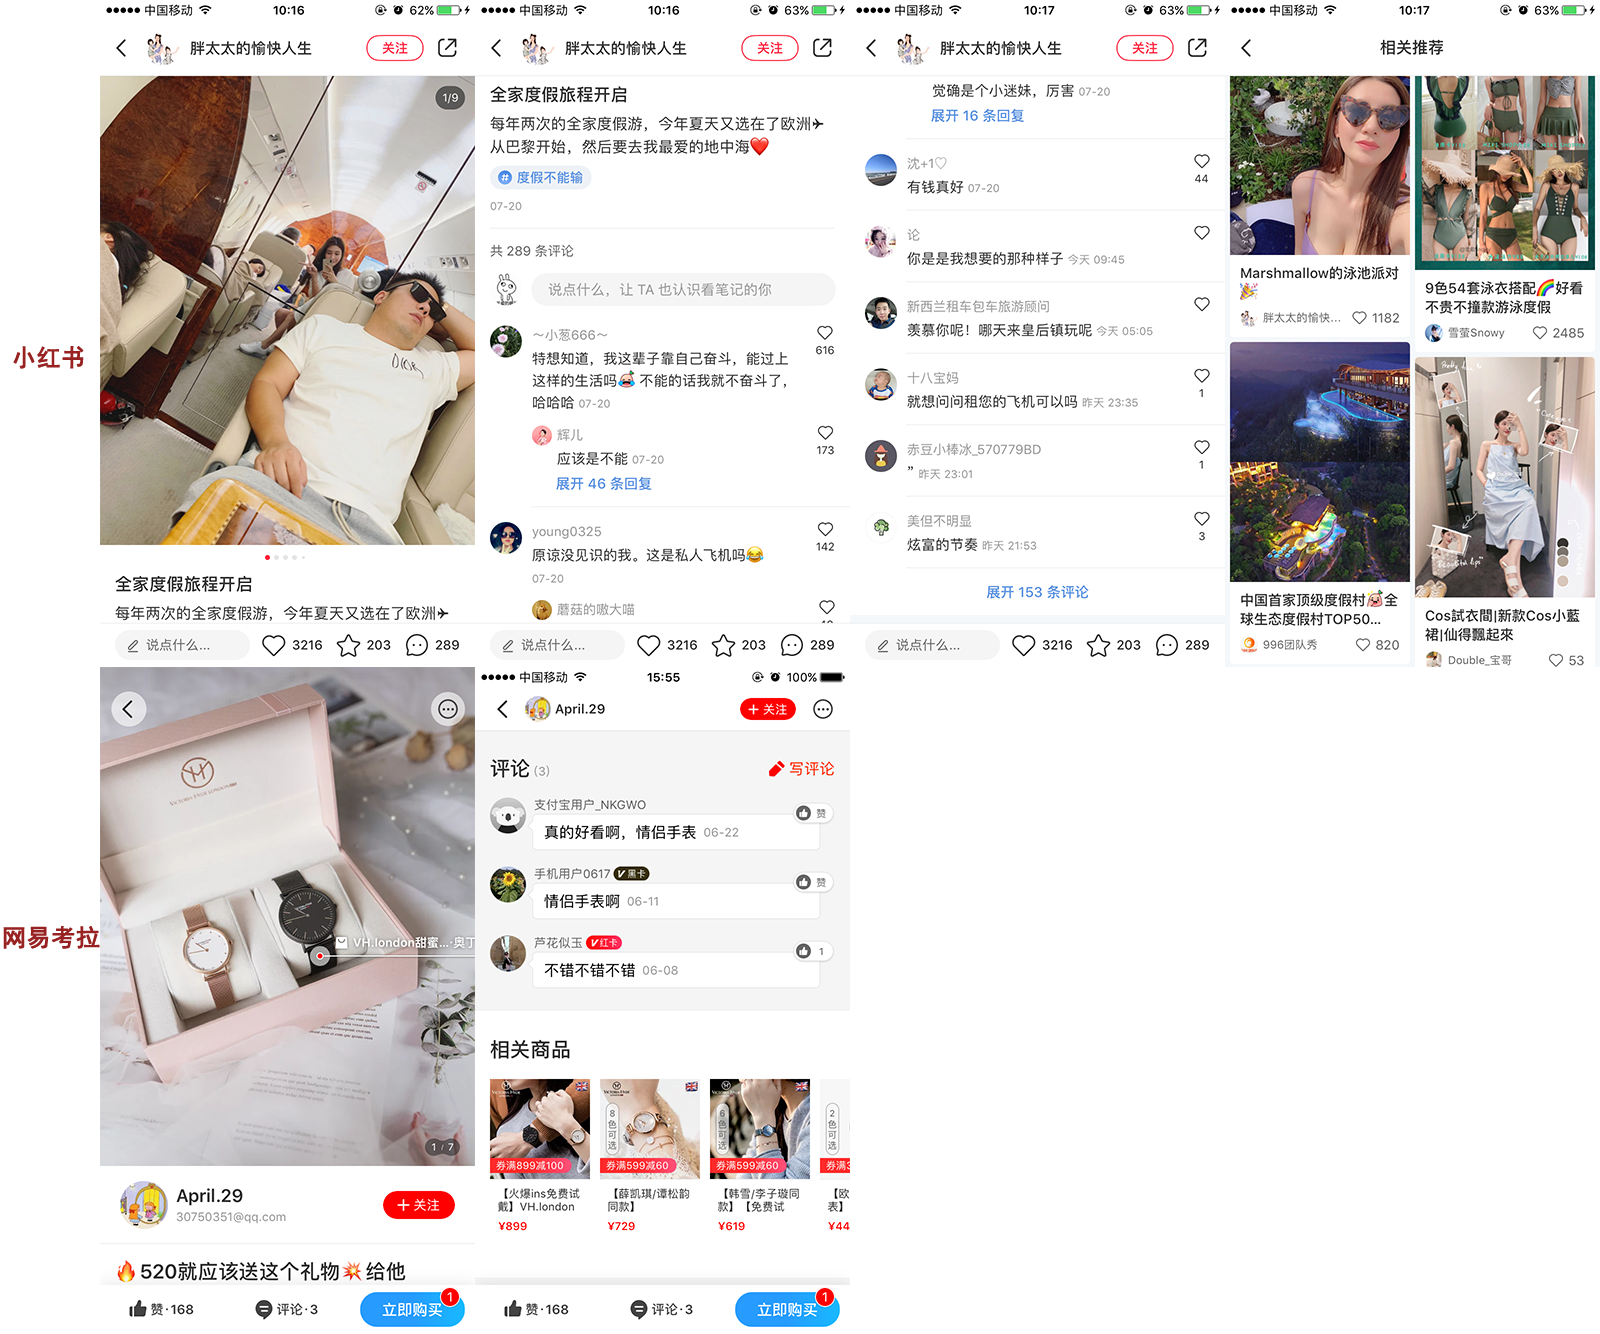 小红书
中国移动 10:16 62%
胖太太的愉快人生 关注
1/9
DIOR
全家度假旅程开启
每年两次的全家度假游，今年夏天又选在了欧洲✈
说点什么... 3216 203 289
中国移动 10:16 63%
胖太太的愉快人生 关注
全家度假旅程开启
每年两次的全家度假游，今年夏天又选在了欧洲✈
从巴黎开始，然后要去我最爱的地中海❤️
# 度假不能输
07-20
共 289 条评论
说点什么，让 TA 也认识看笔记的你
～小葱666～
616
特想知道，我这辈子靠自己奋斗，能过上
这样的生活吗😭 不能的话我就不奋斗了，
哈哈哈 07-20
辉儿
173
应该是不能 07-20
展开 46 条回复
young0325
142
原谅没见识的我。这是私人飞机吗😂
07-20
蘑菇的嗷大喵
说点什么... 3216 203 289
中国移动 10:17 63%
胖太太的愉快人生 关注
觉确是个小迷妹，厉害 07-20
展开 16 条回复
沈+1♡
44
有钱真好 07-20
论
你是是我想要的那种样子 今天 09:45
新西兰租车包车旅游顾问
羡慕你呢！哪天来皇后镇玩呢 今天 05:05
十八宝妈
1
就想问问租您的飞机可以吗 昨天 23:35
赤豆小棒冰_570779BD
1
” 昨天 23:01
美但不明显
3
炫富的节奏 昨天 21:53
展开 153 条评论
说点什么... 3216 203 289
中国移动 10:17 63%
相关推荐
Marshmallow的泳池派对
🎉
胖太太的愉快... 1182
9色54套泳衣搭配🌈好看
不贵不撞款游泳度假
雪萤Snowy 2485
中国首家顶级度假村😭全
球生态度假村TOP50...
996团队秀 820
Cos試衣間|新款Cos小藍
裙|仙得飄起來
Double_宝哥 53
网易考拉
VH.london甜蜜...·奥丁
1 / 7
April.29
30750351@qq.com
+ 关注
🔥520就应该送这个礼物💥给他
赞·168 评论·3 立即购买 1
中国移动 15:55 100%
April.29 + 关注
评论 (3) 写评论
支付宝用户_NKGWO
赞
真的好看啊，情侣手表 06-22
手机用户0617 V黑卡
赞
情侣手表啊 06-11
芦花似玉 V红卡
1
不错不错不错 06-08
相关商品
券满899减100
【火爆ins免费试
戴】VH.london
¥899
8色可选
券满599减60
【薛凯琪/谭松韵
同款】
¥729
6色可选
券满599减60
【韩雪/李子璇同
款】【免费试
¥619
2色可选
券满3
【欧
表】
¥44
赞·168 评论·3 立即购买 1